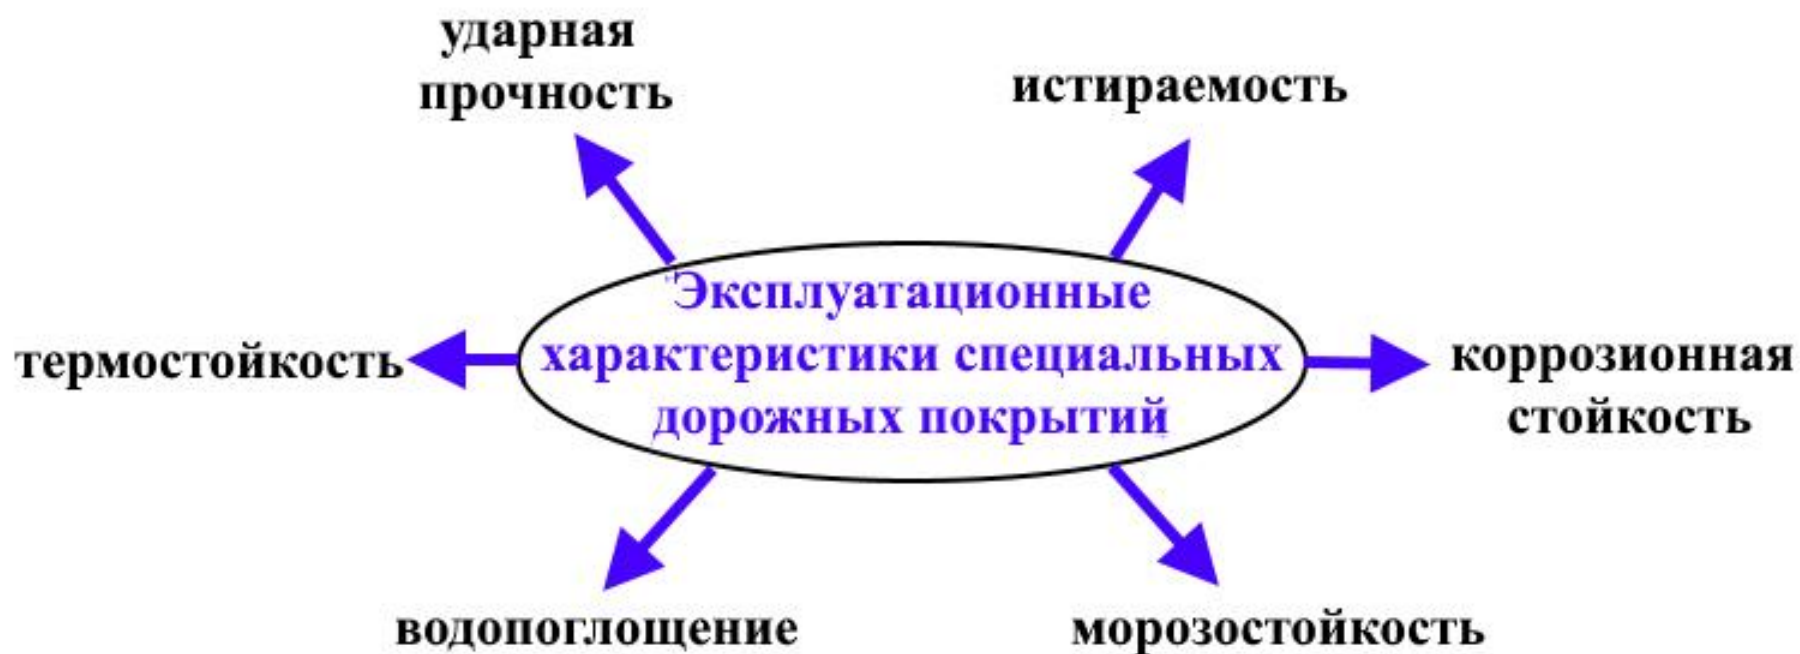 ударная
прочность
истираемость
Эксплуатационные
характеристики специальных
дорожных покрытий
термостойкость
коррозионная
стойкость
водопоглощение
морозостойкость